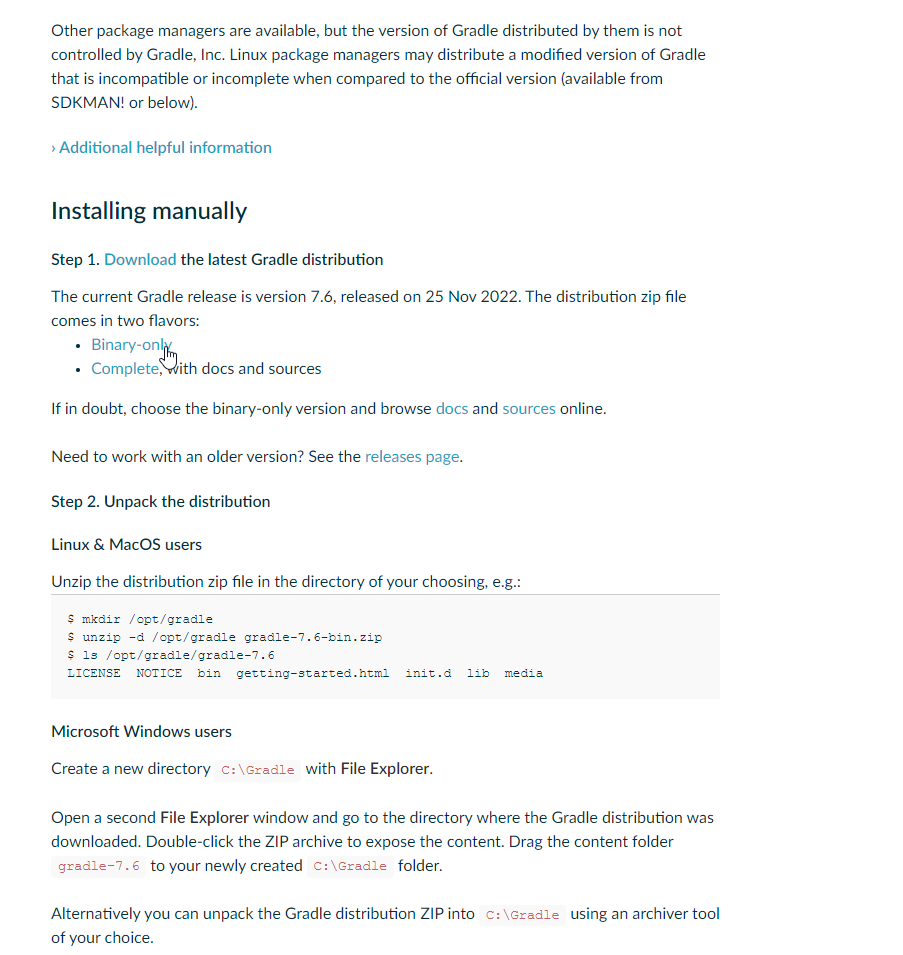 Other package managers are available, but the version of Gradle distributed by them is not
controlled by Gradle, Inc. Linux package managers may distribute a modified version of Gradle
that is incompatible or incomplete when compared to the official version (available from
SDKMAN! or below).
› Additional helpful information
Installing manually
Step 1. Download the latest Gradle distribution
The current Gradle release is version 7.6, released on 25 Nov 2022. The distribution zip file
comes in two flavors:
• Binary-only
• Complete, with docs and sources
If in doubt, choose the binary-only version and browse docs and sources online.
Need to work with an older version? See the releases page.
Step 2. Unpack the distribution
Linux & MacOS users
Unzip the distribution zip file in the directory of your choosing, e.g.:
$ mkdir /opt/gradle
$ unzip -d /opt/gradle gradle-7.6-bin.zip
$ ls /opt/gradle/gradle-7.6
LICENSE  NOTICE  bin  getting-started.html  init.d  lib  media
Microsoft Windows users
Create a new directory C:\Gradle with File Explorer.
Open a second File Explorer window and go to the directory where the Gradle distribution was
downloaded. Double-click the ZIP archive to expose the content. Drag the content folder
gradle-7.6 to your newly created C:\Gradle folder.
Alternatively you can unpack the Gradle distribution ZIP into C:\Gradle using an archiver tool
of your choice.